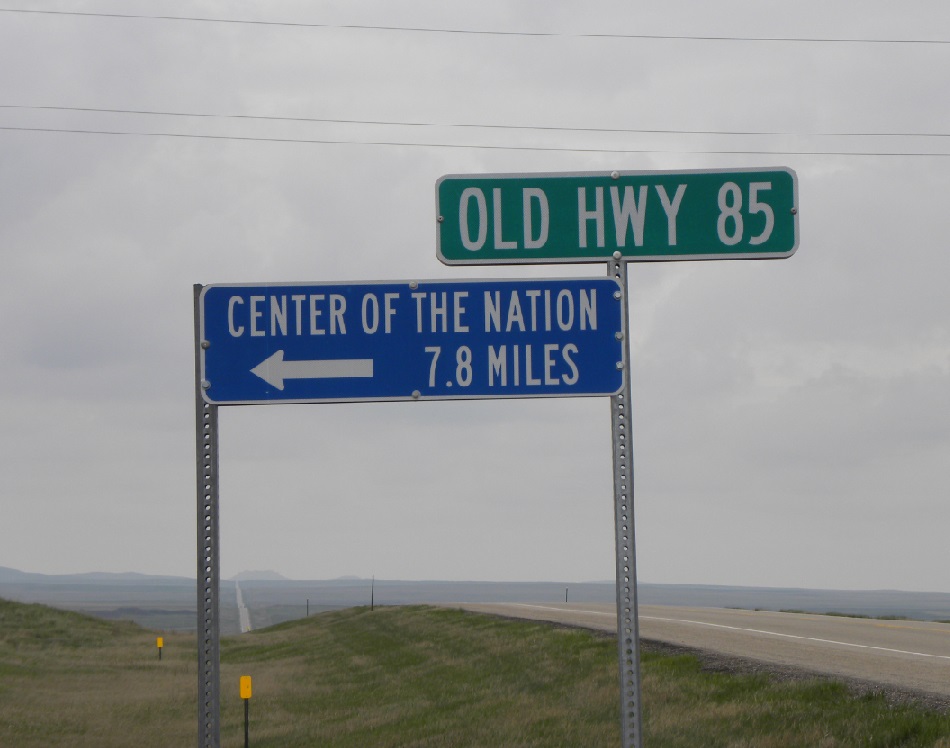 OLD HWY 85
CENTER OF THE NATION
7.8 MILES